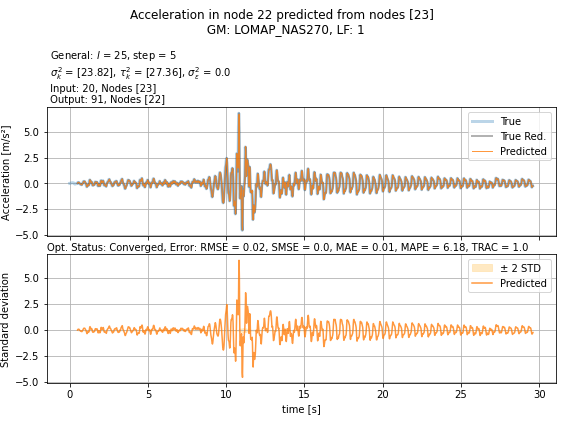 Acceleration in node 22 predicted from nodes [23]
GM: LOMAP_NAS270, LF: 1
General: l = 25, step = 5
σ²ₖ = [23.82], τ²ₖ = [27.36], σ²ε = 0.0
Input: 20, Nodes [23]
Output: 91, Nodes [22]
Acceleration [m/s²]
5.0
2.5
0.0
−2.5
−5.0
True
True Red.
Predicted
Opt. Status: Converged, Error: RMSE = 0.02, SMSE = 0.0, MAE = 0.01, MAPE = 6.18, TRAC = 1.0
Standard deviation
5.0
2.5
0.0
−2.5
−5.0
± 2 STD
Predicted
0 5 10 15 20 25 30
time [s]